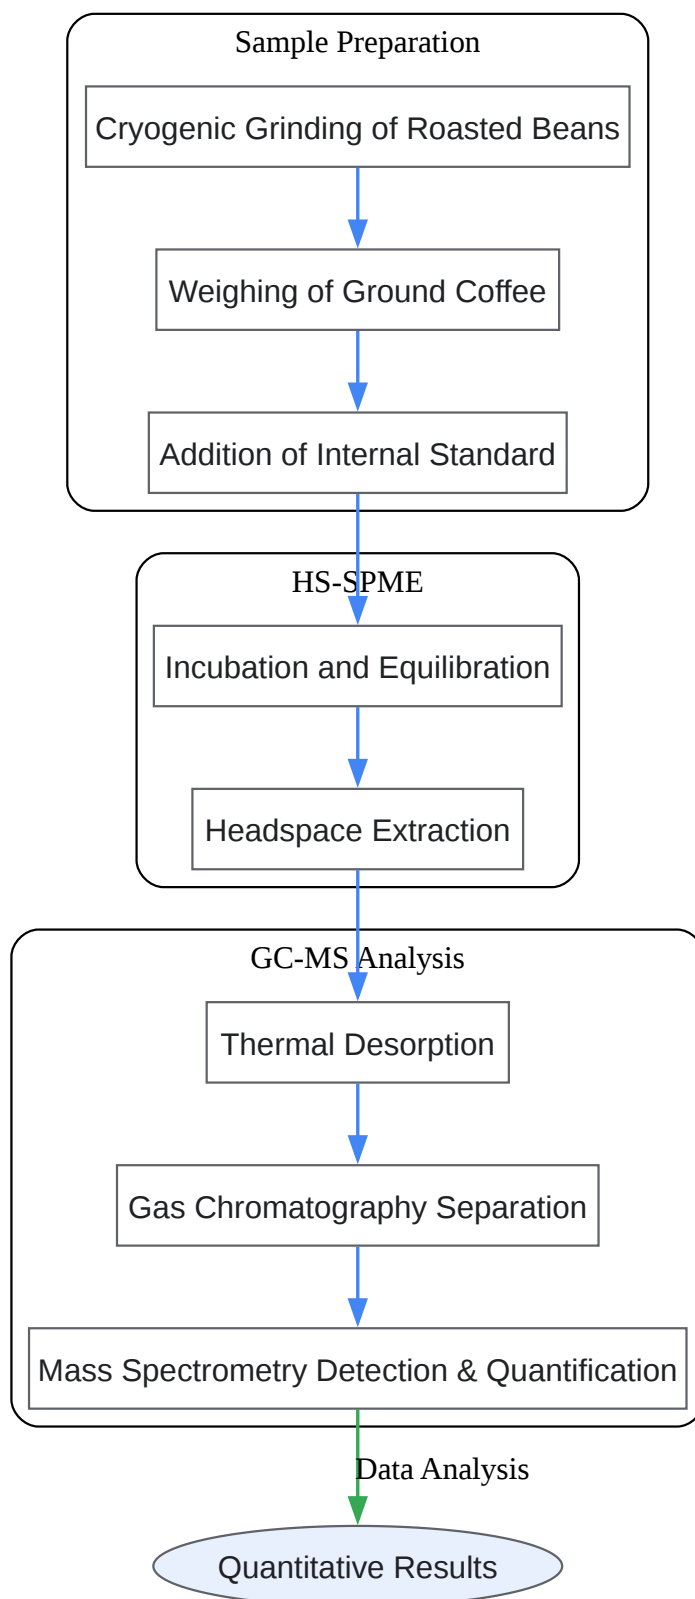 Sample Preparation
Cryogenic Grinding of Roasted Beans
Weighing of Ground Coffee
Addition of Internal Standard
HS-SPME
Incubation and Equilibration
Headspace Extraction
GC-MS Analysis
Thermal Desorption
Gas Chromatography Separation
Mass Spectrometry Detection & Quantification
Data Analysis
Quantitative Results